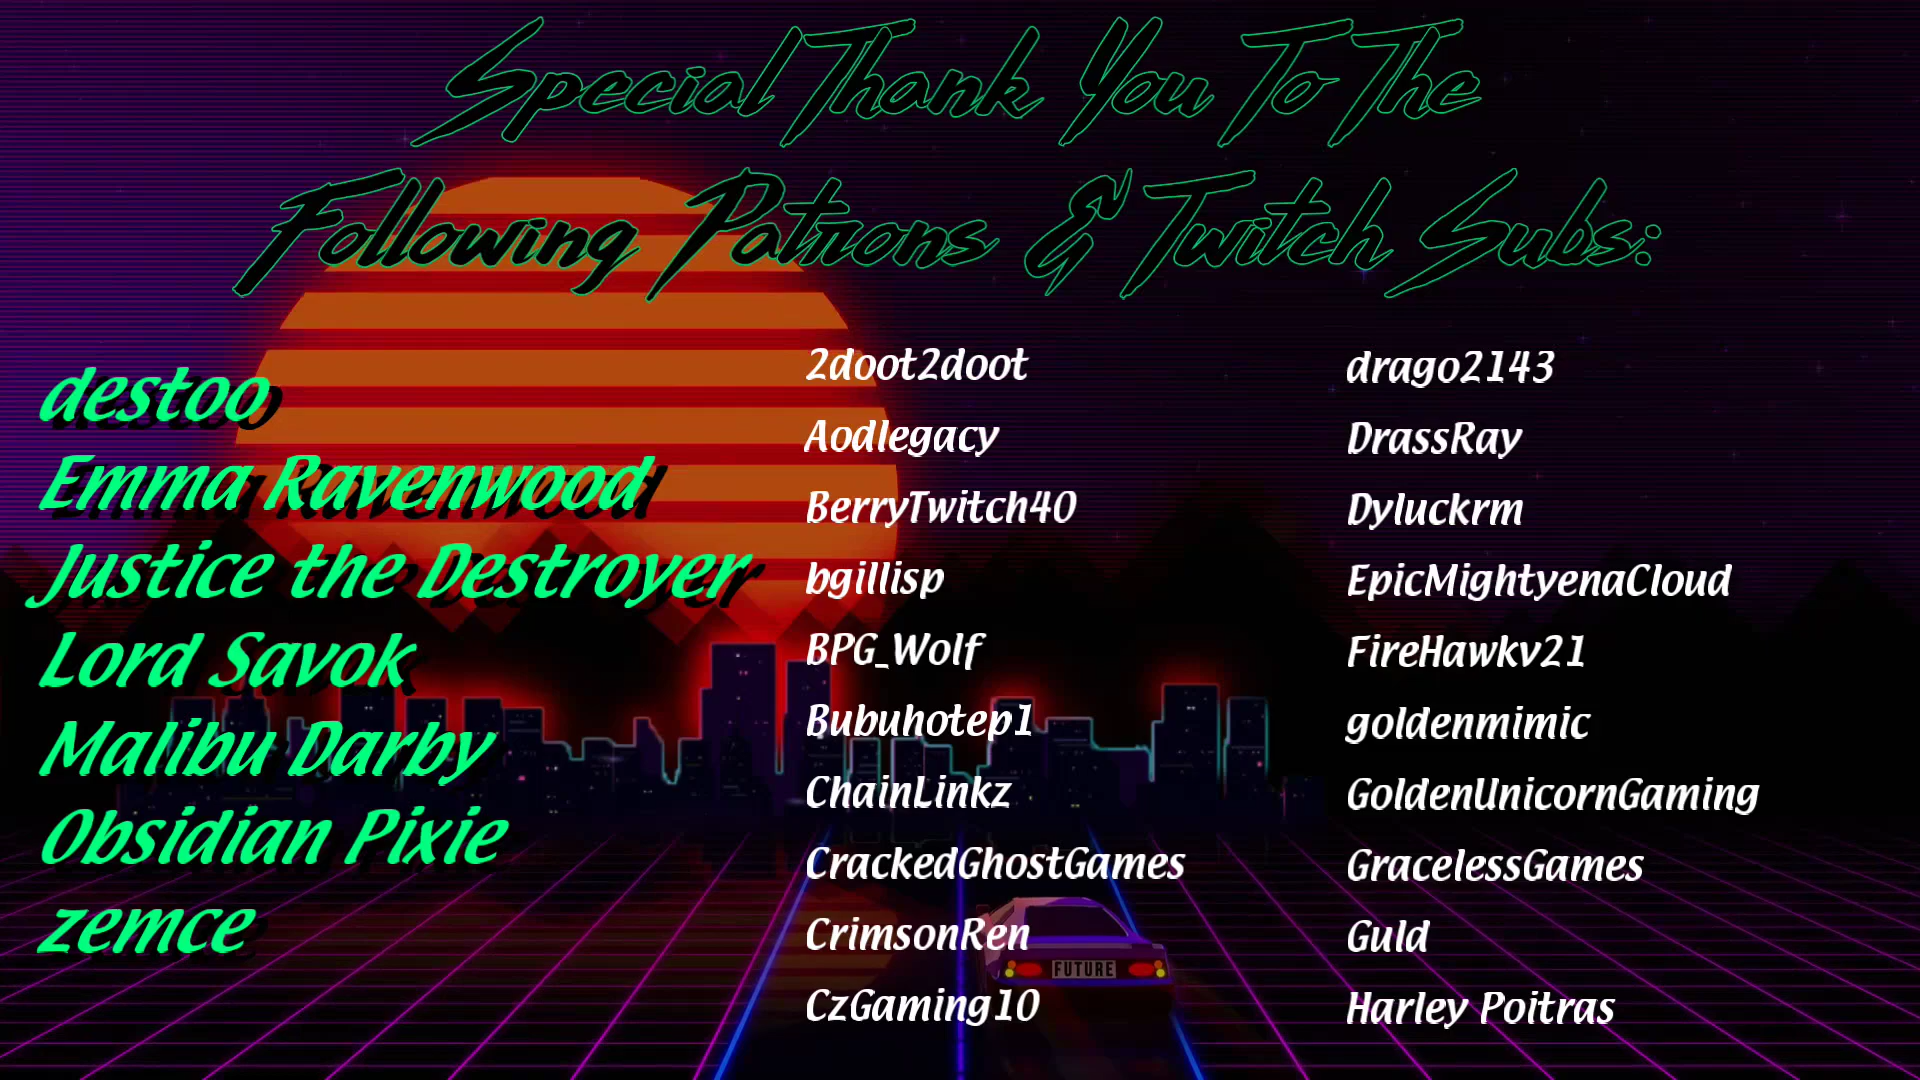 Special Thank You To The
Following Patrons & Twitch Subs:
destoo
Emma Ravenwood
Justice the Destroyer
Lord Savok
Malibu Darby
Obsidian Pixie
zemce
2doot2doot
Aodlegacy
BerryTwitch40
bgillisp
BPG_Wolf
Bubuhotep1
ChainLinkz
CrackedGhostGames
CrimsonRen
CzGaming10
drago2143
DrassRay
Dyluckrm
EpicMightyenaCloud
FireHawkv21
goldenmimic
GoldenUnicornGaming
GracelessGames
Guld
Harley Poitras
FUTURE